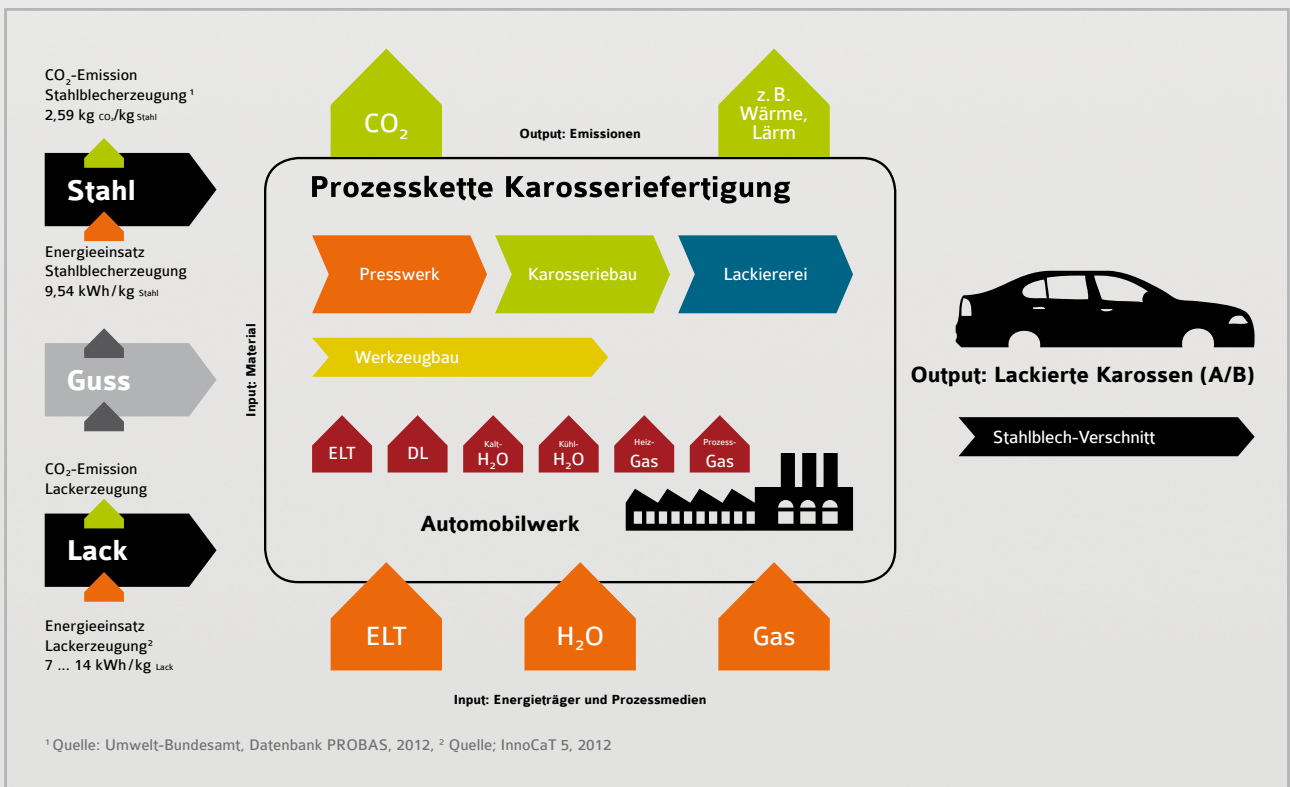 CO₂-Emission
Stahlblecherzeugung ¹
2,59 kg CO₂/kg Stahl
Stahl
Energieeinsatz
Stahlblecherzeugung
9,54 kWh/kg Stahl
Guss
CO₂-Emission
Lackerzeugung
Lack
Energieeinsatz
Lackerzeugung²
7 ... 14 kWh/kg Lack
Input: Material
CO₂
Output: Emissionen
z. B.
Wärme,
Lärm
Prozesskette Karosseriefertigung
Presswerk
Karosseriebau
Lackiererei
Werkzeugbau
ELT
DL
Kalt-
H₂O
Kühl-
H₂O
Heiz-
Gas
Prozess-
Gas
Automobilwerk
ELT
H₂O
Gas
Input: Energieträger und Prozessmedien
Output: Lackierte Karossen (A/B)
Stahlblech-Verschnitt
¹ Quelle: Umwelt-Bundesamt, Datenbank PROBAS, 2012, ² Quelle; InnoCaT 5, 2012